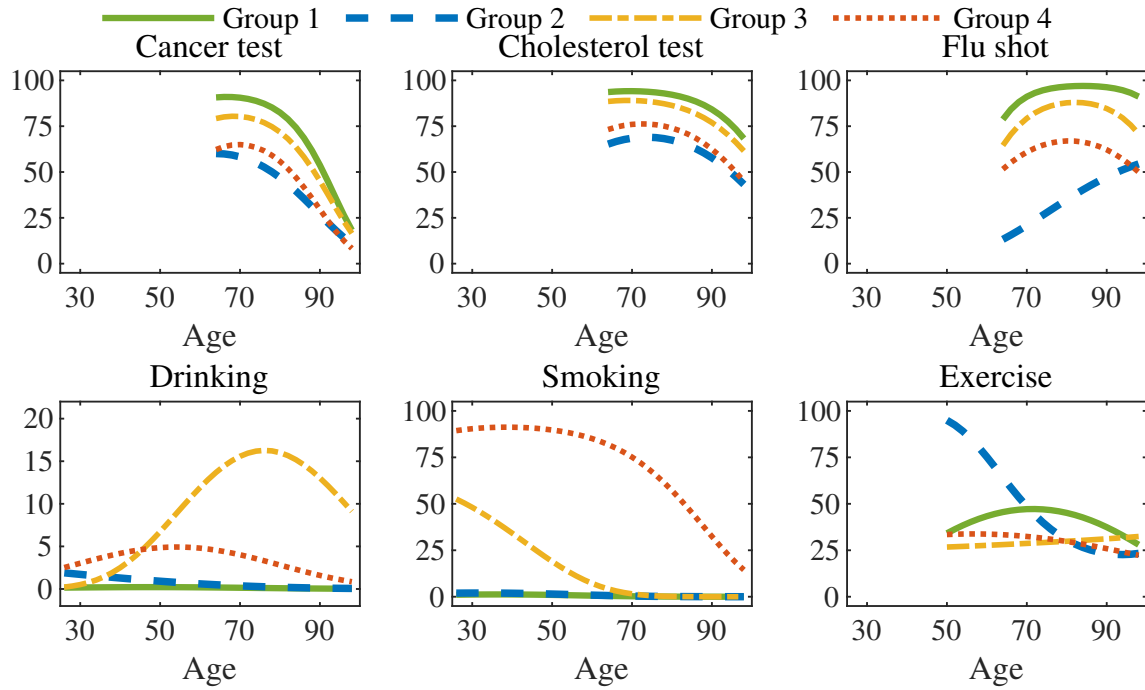 Group 1 Group 2 Group 3 Group 4
Cancer test Cholesterol test Flu shot
100 100 100
75 75 75
50 50 50
25 25 25
0 0 0
30 50 70 90 30 50 70 90 30 50 70 90
Age Age Age
Drinking Smoking Exercise
20 100 100
15 75 75
10 50 50
5 25 25
0 0 0
30 50 70 90 30 50 70 90 30 50 70 90
Age Age Age